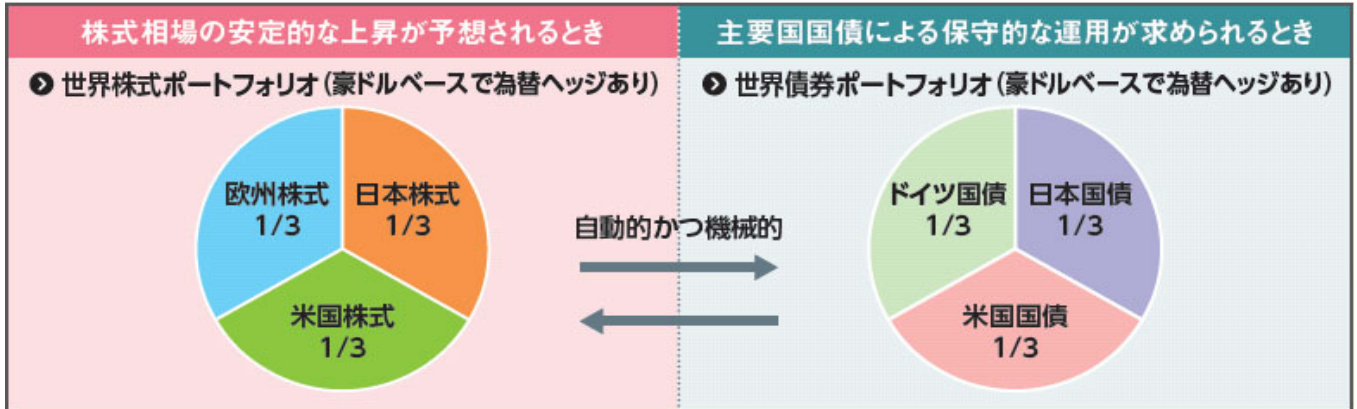 株式相場の安定的な上昇が予想されるとき
主要国国債による保守的な運用が求められるとき
世界株式ポートフォリオ(豪ドルベースで為替ヘッジあり)
世界債券ポートフォリオ(豪ドルベースで為替ヘッジあり)
欧州株式
1/3
日本株式
1/3
米国株式
1/3
自動的かつ機械的
ドイツ国債
1/3
日本国債
1/3
米国国債
1/3